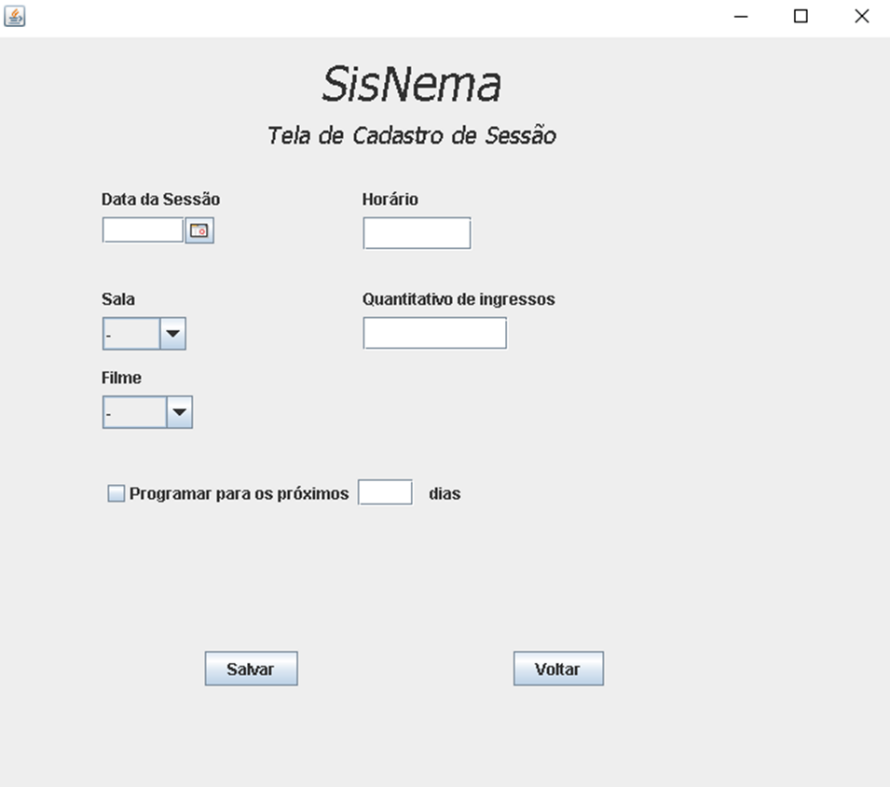 SisNema
Tela de Cadastro de Sessão
Data da Sessão Horário
Sala Quantitativo de ingressos
- 
Filme
-
Programar para os próximos dias
Salvar Voltar